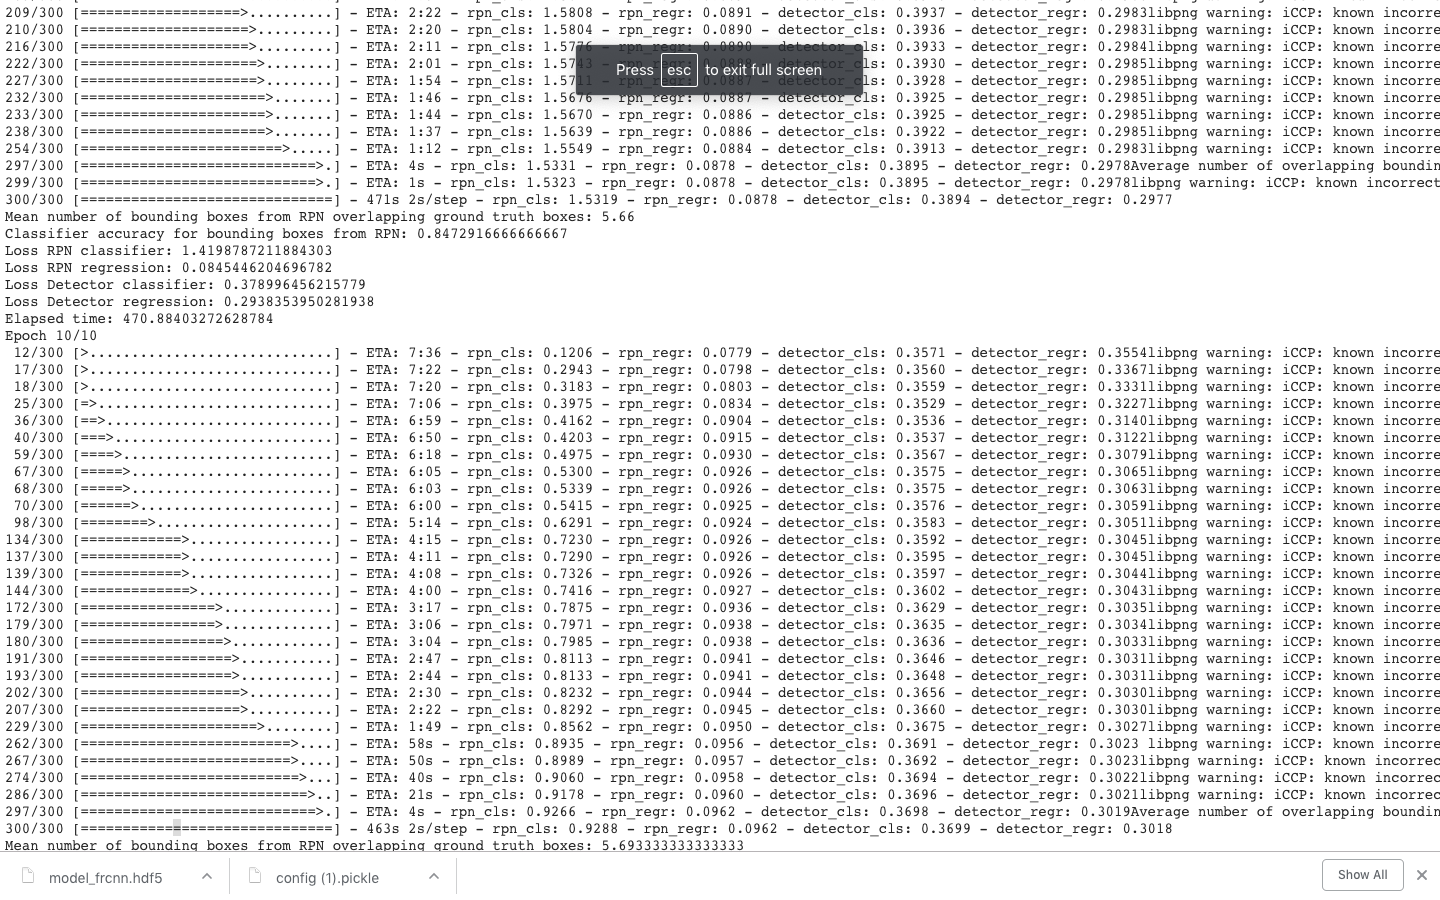 209/300 [===================>..........] - ETA: 2:22 - rpn_cls: 1.5808 - rpn_regr: 0.0891 - detector_cls: 0.3937 - detector_regr: 0.2983libpng warning: iCCP: known incorre
210/300 [====================>.........] - ETA: 2:20 - rpn_cls: 1.5804 - rpn_regr: 0.0890 - detector_cls: 0.3936 - detector_regr: 0.2983libpng warning: iCCP: known incorre
216/300 [====================>.........] - ETA: 2:11 - rpn_cls: 1.5776 - rpn_regr: 0.0890 - detector_cls: 0.3933 - detector_regr: 0.2984libpng warning: iCCP: known incorre
222/300 [=====================>........] - ETA: 2:01 - rpn_cls: 1.5743 - detector_cls: 0.3930 - detector_regr: 0.2985libpng warning: iCCP: known incorre
Press esc to exit full screen
227/300 [=====================>........] - ETA: 1:54 - rpn_cls: 1.5711 - detector_cls: 0.3928 - detector_regr: 0.2985libpng warning: iCCP: known incorre
232/300 [======================>.......] - ETA: 1:46 - rpn_cls: 1.5676 - rpn_regr: 0.0887 - detector_cls: 0.3925 - detector_regr: 0.2985libpng warning: iCCP: known incorre
233/300 [======================>.......] - ETA: 1:44 - rpn_cls: 1.5670 - rpn_regr: 0.0886 - detector_cls: 0.3925 - detector_regr: 0.2985libpng warning: iCCP: known incorre
238/300 [======================>.......] - ETA: 1:37 - rpn_cls: 1.5639 - rpn_regr: 0.0886 - detector_cls: 0.3922 - detector_regr: 0.2985libpng warning: iCCP: known incorre
254/300 [========================>.....] - ETA: 1:12 - rpn_cls: 1.5549 - rpn_regr: 0.0884 - detector_cls: 0.3913 - detector_regr: 0.2981libpng warning: iCCP: known incorre
297/300 [============================>.] - ETA: 4s - rpn_cls: 1.5331 - rpn_regr: 0.0878 - detector_cls: 0.3895 - detector_regr: 0.2978Average number of overlapping boundin
299/300 [============================>.] - ETA: 1s - rpn_cls: 1.5323 - rpn_regr: 0.0878 - detector_cls: 0.3895 - detector_regr: 0.2978libpng warning: iCCP: known incorrect
300/300 [==============================] - 471s 2s/step - rpn_cls: 1.5319 - rpn_regr: 0.0878 - detector_cls: 0.3894 - detector_regr: 0.2977
Mean number of bounding boxes from RPN overlapping ground truth boxes: 5.66
Classifier accuracy for bounding boxes from RPN: 0.8472916666666667
Loss RPN classifier: 1.4198787211884303
Loss RPN regression: 0.0845446204696782
Loss Detector classifier: 0.378996456215779
Loss Detector regression: 0.2938353950281938
Elapsed time: 470.88403272628784
Epoch 10/10
12/300 [>.............................] - ETA: 7:36 - rpn_cls: 0.1206 - rpn_regr: 0.0779 - detector_cls: 0.3571 - detector_regr: 0.3554libpng warning: iCCP: known incorre
17/300 [>.............................] - ETA: 7:22 - rpn_cls: 0.2943 - rpn_regr: 0.0798 - detector_cls: 0.3560 - detector_regr: 0.3367libpng warning: iCCP: known incorre
18/300 [>.............................] - ETA: 7:20 - rpn_cls: 0.3183 - rpn_regr: 0.0803 - detector_cls: 0.3559 - detector_regr: 0.3331libpng warning: iCCP: known incorre
25/300 [=>............................] - ETA: 7:06 - rpn_cls: 0.3975 - rpn_regr: 0.0834 - detector_cls: 0.3529 - detector_regr: 0.3227libpng warning: iCCP: known incorre
36/300 [==>...........................] - ETA: 6:59 - rpn_cls: 0.4162 - rpn_regr: 0.0904 - detector_cls: 0.3536 - detector_regr: 0.3140libpng warning: iCCP: known incorre
40/300 [===>..........................] - ETA: 6:50 - rpn_cls: 0.4203 - rpn_regr: 0.0915 - detector_cls: 0.3537 - detector_regr: 0.3122libpng warning: iCCP: known incorre
59/300 [====>.........................] - ETA: 6:18 - rpn_cls: 0.4975 - rpn_regr: 0.0930 - detector_cls: 0.3567 - detector_regr: 0.3079libpng warning: iCCP: known incorre
67/300 [=====>........................] - ETA: 6:05 - rpn_cls: 0.5300 - rpn_regr: 0.0926 - detector_cls: 0.3575 - detector_regr: 0.3065libpng warning: iCCP: known incorre
68/300 [=====>........................] - ETA: 6:03 - rpn_cls: 0.5339 - rpn_regr: 0.0926 - detector_cls: 0.3575 - detector_regr: 0.3063libpng warning: iCCP: known incorre
70/300 [======>.......................] - ETA: 6:00 - rpn_cls: 0.5415 - rpn_regr: 0.0925 - detector_cls: 0.3576 - detector_regr: 0.3059libpng warning: iCCP: known incorre
98/300 [========>.....................] - ETA: 5:14 - rpn_cls: 0.6291 - rpn_regr: 0.0924 - detector_cls: 0.3583 - detector_regr: 0.3051libpng warning: iCCP: known incorre
134/300 [============>.................] - ETA: 4:15 - rpn_cls: 0.7230 - rpn_regr: 0.0926 - detector_cls: 0.3592 - detector_regr: 0.3045libpng warning: iCCP: known incorre
137/300 [============>.................] - ETA: 4:11 - rpn_cls: 0.7290 - rpn_regr: 0.0926 - detector_cls: 0.3595 - detector_regr: 0.3045libpng warning: iCCP: known incorre
139/300 [============>.................] - ETA: 4:08 - rpn_cls: 0.7326 - rpn_regr: 0.0926 - detector_cls: 0.3597 - detector_regr: 0.3044libpng warning: iCCP: known incorre
144/300 [=============>................] - ETA: 4:00 - rpn_cls: 0.7416 - rpn_regr: 0.0927 - detector_cls: 0.3602 - detector_regr: 0.3043libpng warning: iCCP: known incorre
172/300 [================>.............] - ETA: 3:17 - rpn_cls: 0.7875 - rpn_regr: 0.0936 - detector_cls: 0.3629 - detector_regr: 0.3035libpng warning: iCCP: known incorre
179/300 [================>.............] - ETA: 3:06 - rpn_cls: 0.7971 - rpn_regr: 0.0938 - detector_cls: 0.3635 - detector_regr: 0.3034libpng warning: iCCP: known incorre
180/300 [=================>............] - ETA: 3:04 - rpn_cls: 0.7985 - rpn_regr: 0.0938 - detector_cls: 0.3636 - detector_regr: 0.3033libpng warning: iCCP: known incorre
191/300 [==================>...........] - ETA: 2:47 - rpn_cls: 0.8113 - rpn_regr: 0.0941 - detector_cls: 0.3646 - detector_regr: 0.3031libpng warning: iCCP: known incorre
193/300 [==================>...........] - ETA: 2:44 - rpn_cls: 0.8133 - rpn_regr: 0.0941 - detector_cls: 0.3648 - detector_regr: 0.3031libpng warning: iCCP: known incorre
202/300 [===================>..........] - ETA: 2:30 - rpn_cls: 0.8232 - rpn_regr: 0.0944 - detector_cls: 0.3656 - detector_regr: 0.3030libpng warning: iCCP: known incorre
207/300 [===================>..........] - ETA: 2:22 - rpn_cls: 0.8292 - rpn_regr: 0.0945 - detector_cls: 0.3660 - detector_regr: 0.3030libpng warning: iCCP: known incorre
229/300 [=====================>........] - ETA: 1:49 - rpn_cls: 0.8562 - rpn_regr: 0.0950 - detector_cls: 0.3675 - detector_regr: 0.3027libpng warning: iCCP: known incorre
262/300 [=========================>....] - ETA: 58s - rpn_cls: 0.8935 - rpn_regr: 0.0956 - detector_cls: 0.3691 - detector_regr: 0.3023 libpng warning: iCCP: known incorre
267/300 [=========================>....] - ETA: 50s - rpn_cls: 0.8989 - rpn_regr: 0.0957 - detector_cls: 0.3692 - detector_regr: 0.3023libpng warning: iCCP: known incorrec
274/300 [==========================>...] - ETA: 40s - rpn_cls: 0.9060 - rpn_regr: 0.0958 - detector_cls: 0.3694 - detector_regr: 0.3022libpng warning: iCCP: known incorrec
286/300 [===========================>..] - ETA: 21s - rpn_cls: 0.9178 - rpn_regr: 0.0960 - detector_cls: 0.3696 - detector_regr: 0.3021libpng warning: iCCP: known incorrec
297/300 [============================>.] - ETA: 4s - rpn_cls: 0.9266 - rpn_regr: 0.0962 - detector_cls: 0.3698 - detector_regr: 0.3019Average number of overlapping boundin
300/300 [==============================] - 463s 2s/step - rpn_cls: 0.9288 - rpn_regr: 0.0962 - detector_cls: 0.3699 - detector_regr: 0.3018
Mean number of bounding boxes from RPN overlapping ground truth boxes: 5.693333333333333
model_frcnn.hdf5
config (1).pickle
Show All